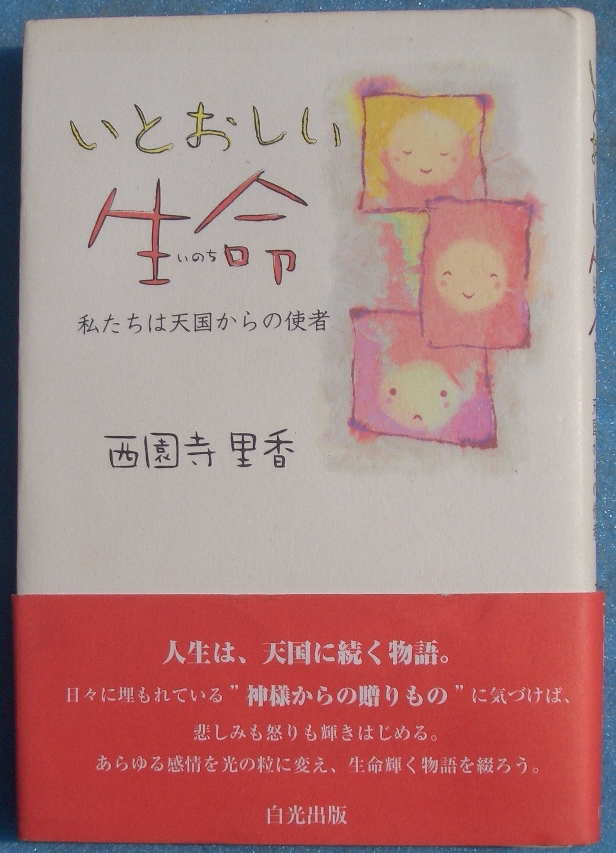 いとおしい
生命
いのち
私たちは天国からの使者
西園寺里香
人生は、天国に続く物語。
日々に埋もれている”神様からの贈りもの”に気づけば、
悲しみも怒りも輝きはじめる。
あらゆる感情を光の粒に変え、生命輝く物語を綴ろう。
白光出版